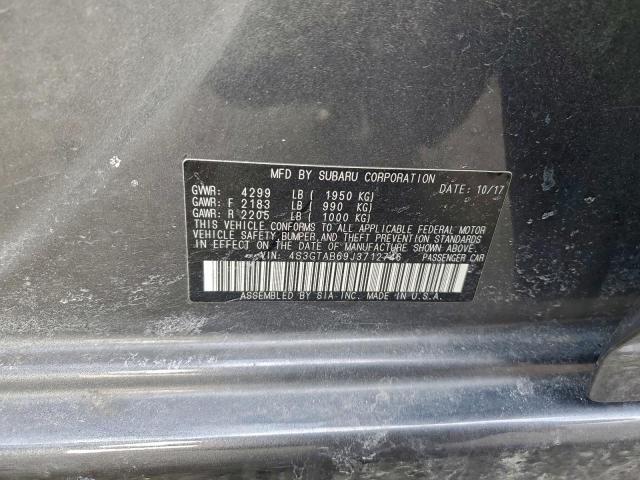 MFD BY SUBARU CORPORATION
DATE: 10/17
GVWR: 4299 LB ( 1950 KG)
GAWR: F 2183 LB ( 990 KG)
GAWR: R 2205 LB ( 1000 KG)
THIS VEHICLE CONFORMS TO ALL APPLICABLE FEDERAL MOTOR
VEHICLE SAFETY, BUMPER, AND THEFT PREVENTION STANDARDS
IN EFFECT ON THE DATE OF MANUFACTURE SHOWN ABOVE.
VIN: 4S3GTAB69J3712746 PASSENGER CAR
ASSEMBLED BY SIA-INC. MADE IN U.S.A.